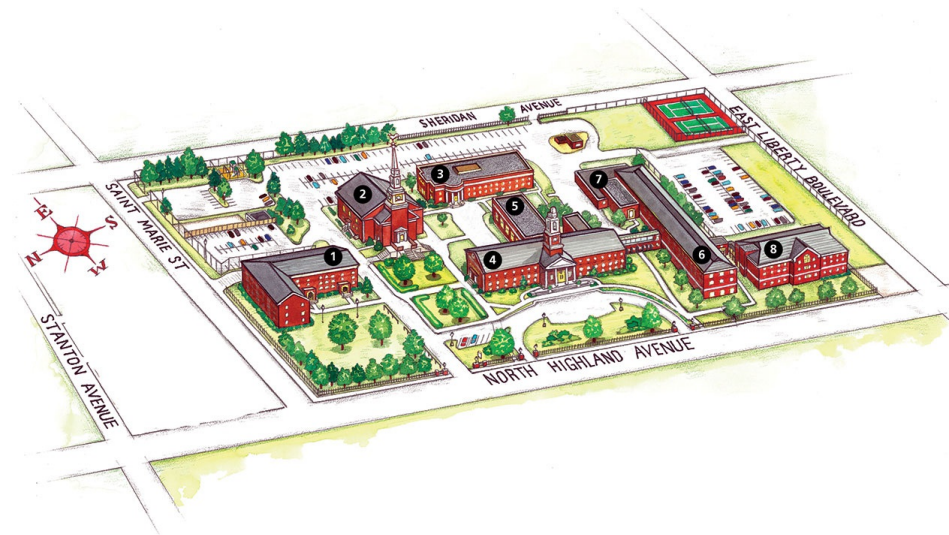 SHERIDAN AVENUE
EAST LIBERTY BOULEVARD
SAINT MARIE ST
E
S
N
W
STANTON AVENUE
NORTH HIGHLAND AVENUE
1
2
3
4
5
6
7
8